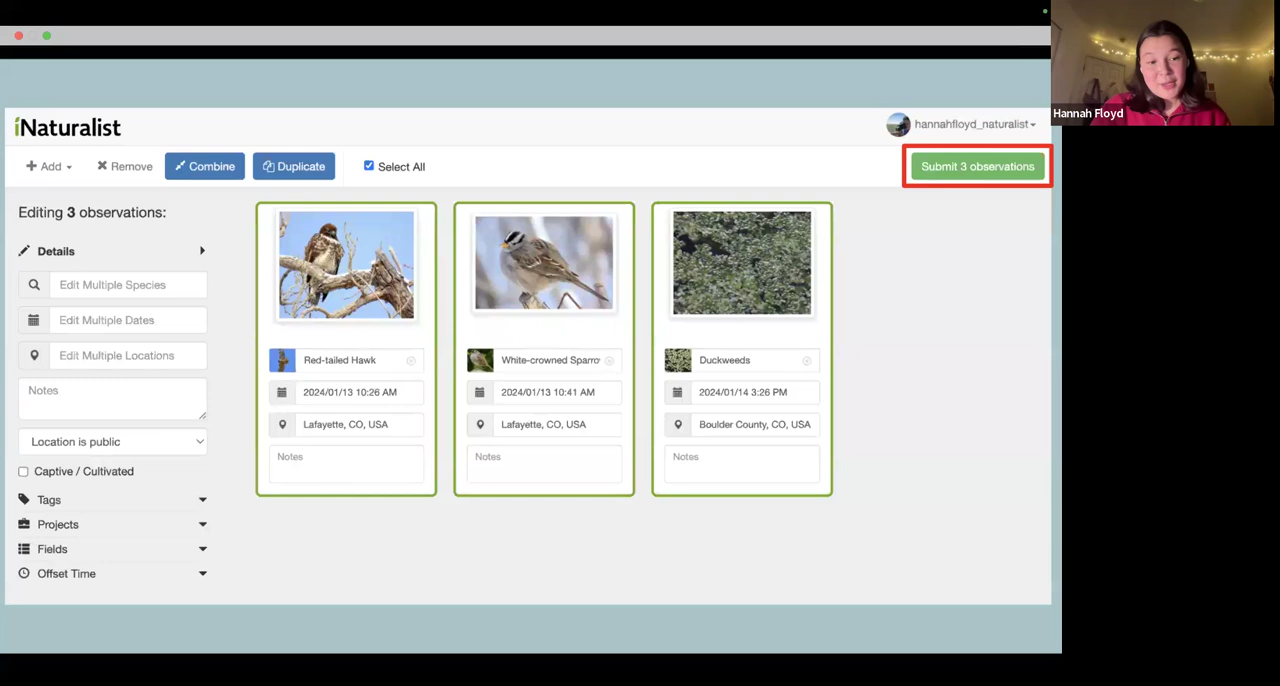 iNaturalist
hannahfloyd_naturalist
Hannah Floyd
Add
Remove
Combine
Duplicate
Select All
Submit 3 observations
Editing 3 observations:
Details
Edit Multiple Species
Edit Multiple Dates
Edit Multiple Locations
Notes
Location is public
Captive / Cultivated
Tags
Projects
Fields
Offset Time
Red-tailed Hawk
2024/01/13 10:26 AM
Lafayette, CO, USA
Notes
White-crowned Sparro
2024/01/13 10:41 AM
Lafayette, CO, USA
Notes
Duckweeds
2024/01/14 3:26 PM
Boulder County, CO, USA
Notes